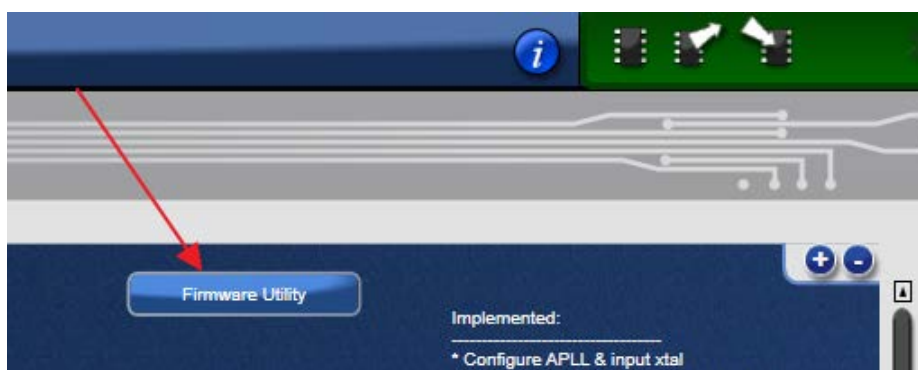 i
+ -
Firmware Utility
Implemented:
------------------------------------
* Configure APLL & input xtal